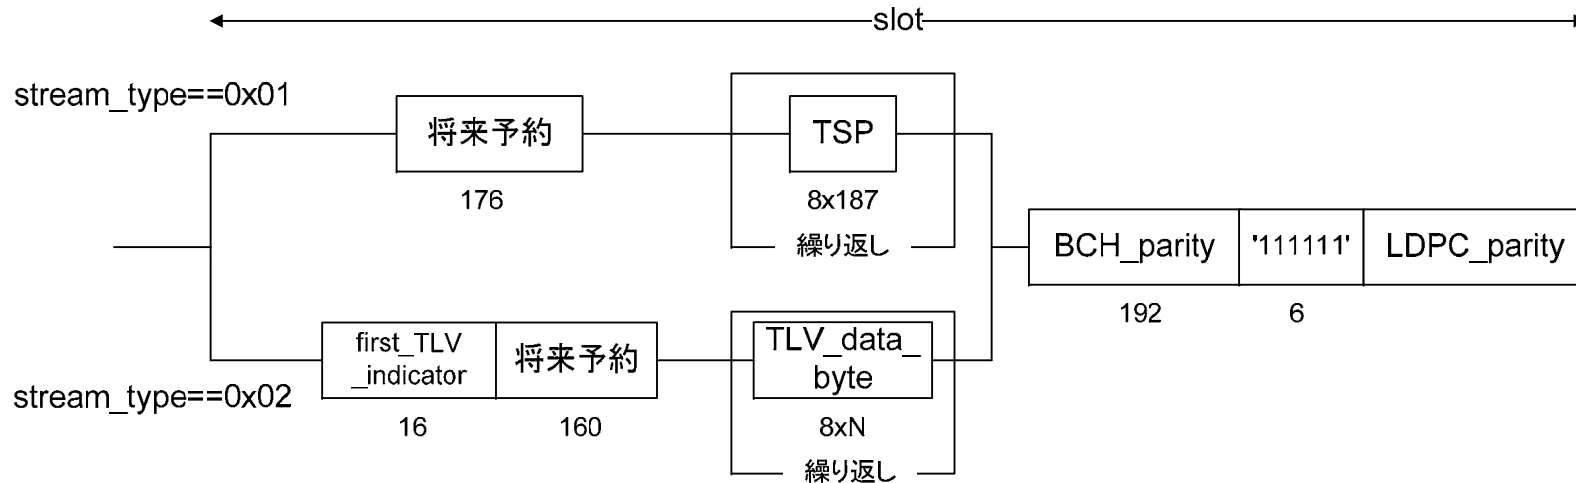 slot
stream_type==0x01
将来予約
176
TSP
8x187
繰り返し
BCH_parity
192
'111111'
6
LDPC_parity
first_TLV
_indicator
16
将来予約
160
TLV_data_
byte
8xN
繰り返し
stream_type==0x02